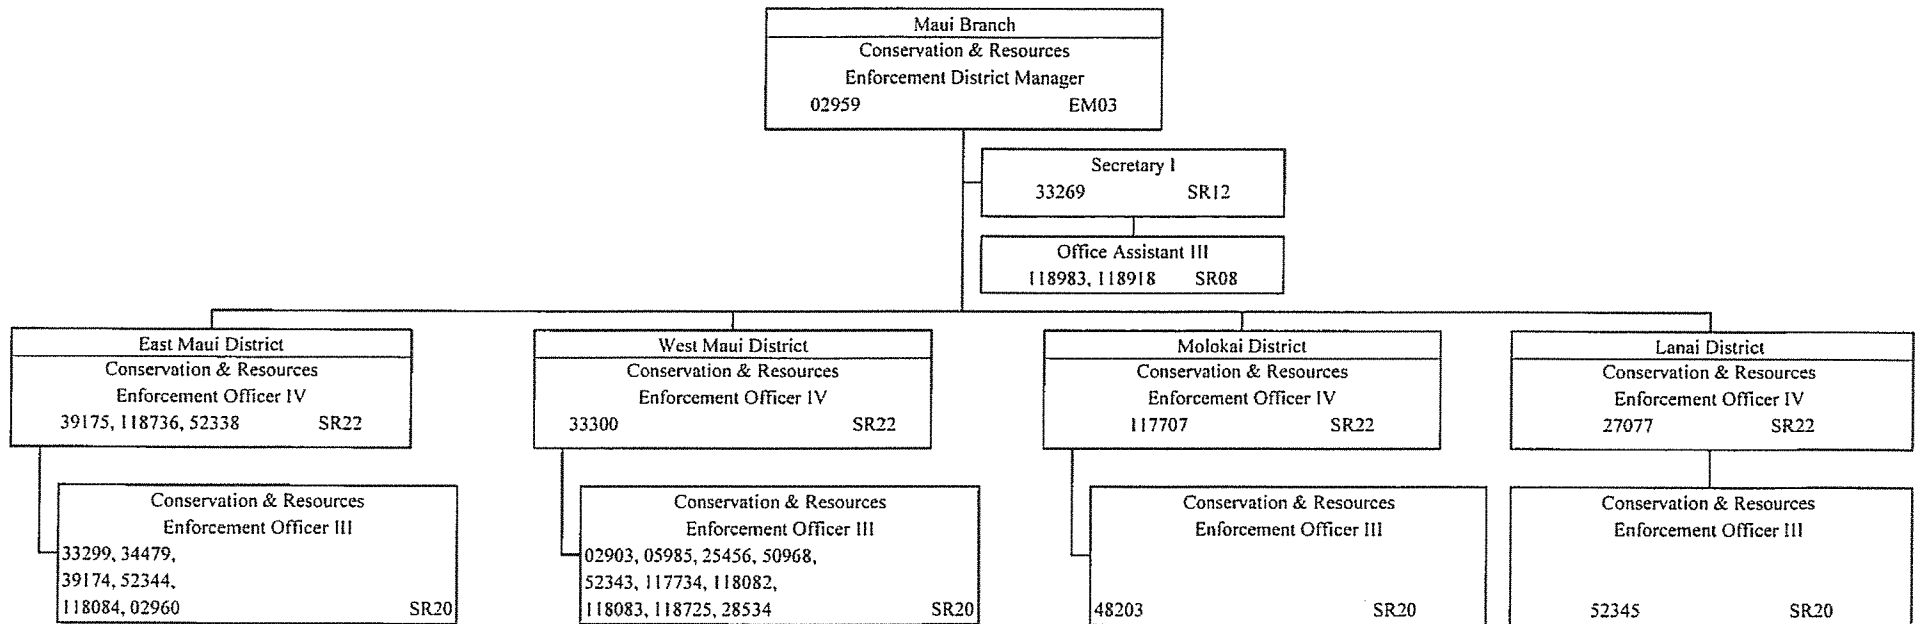 Maui Branch
Conservation & Resources
Enforcement District Manager
02959 EM03
Secretary I
33269 SR12
Office Assistant III
118983, 118918 SR08
East Maui District
Conservation & Resources
Enforcement Officer IV
39175, 118736, 52338 SR22
West Maui District
Conservation & Resources
Enforcement Officer IV
33300 SR22
Molokai District
Conservation & Resources
Enforcement Officer IV
117707 SR22
Lanai District
Conservation & Resources
Enforcement Officer IV
27077 SR22
Conservation & Resources
Enforcement Officer III
33299, 34479,
39174, 52344,
118084, 02960 SR20
Conservation & Resources
Enforcement Officer III
02903, 05985, 25456, 50968,
52343, 117734, 118082,
118083, 118725, 28534 SR20
Conservation & Resources
Enforcement Officer III
48203 SR20
Conservation & Resources
Enforcement Officer III
52345 SR20